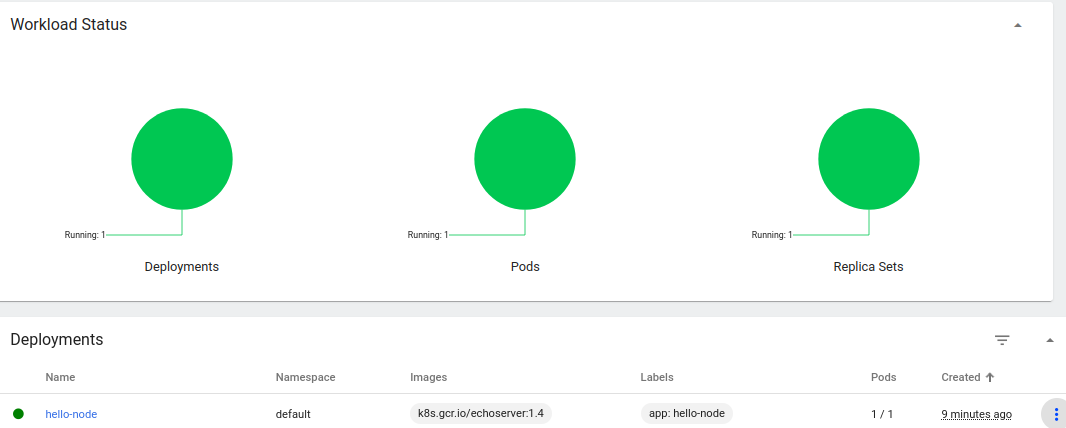 Workload Status
Running: 1
Running: 1
Running: 1
Deployments
Pods
Replica Sets
Deployments
Name Namespace Images Labels Pods Created
hello-node default k8s.gcr.io/echoserver:1.4 app: hello-node 1 / 1 9 minutes ago